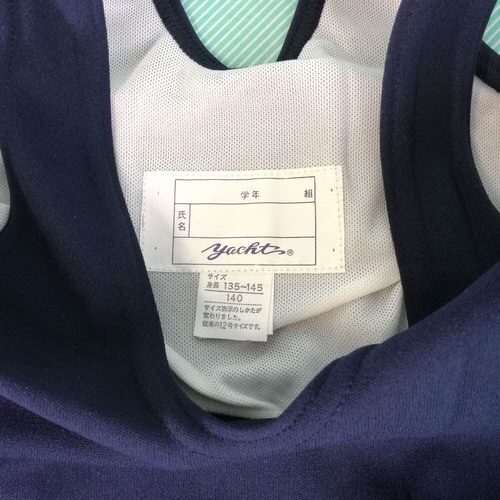 学年 組
氏名
yacht®
サイズ
身長 135~145
140
サイズ表示のしかたが
変わりました。
従来の12号サイズです。